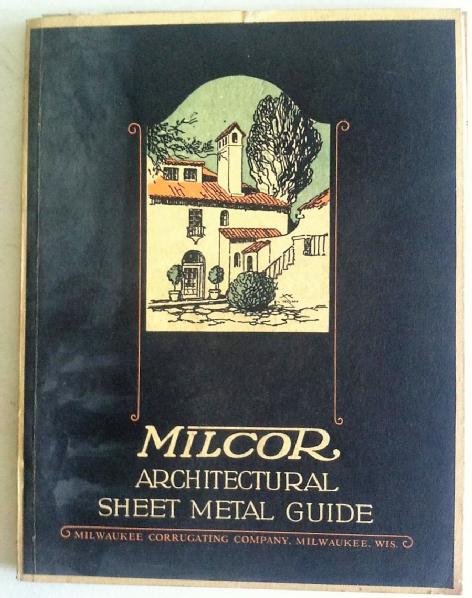 MILCOR
ARCHITECTURAL
SHEET METAL GUIDE
MILWAUKEE CORRUGATING COMPANY, MILWAUKEE, WIS.